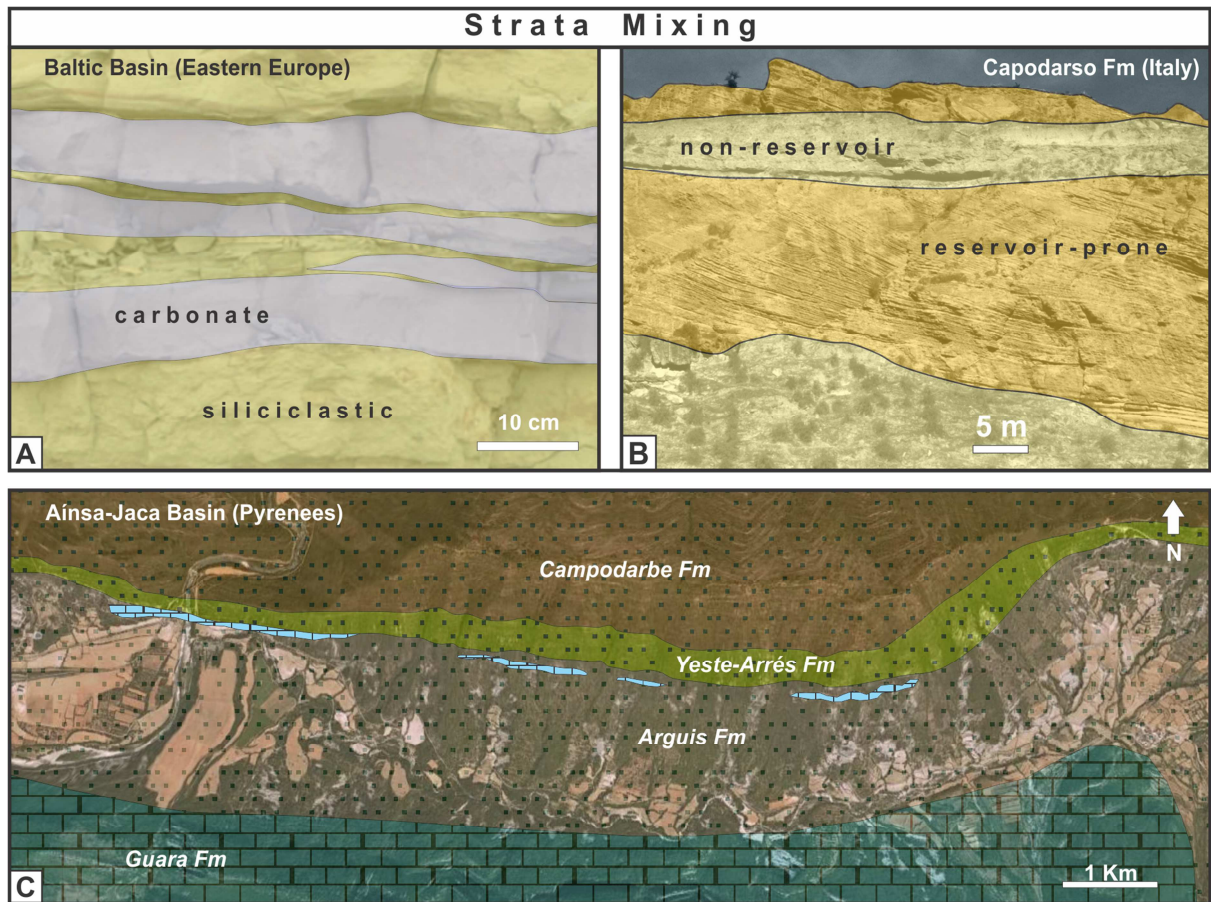 Strata Mixing
Baltic Basin (Eastern Europe)
carbonate
siliciclastic
10 cm
A
Capodarso Fm (Italy)
non-reservoir
reservoir-prone
5 m
B
Aínsa-Jaca Basin (Pyrenees)
N
Campodarbe Fm
Yeste-Arrés Fm
Arguis Fm
Guara Fm
1 Km
C